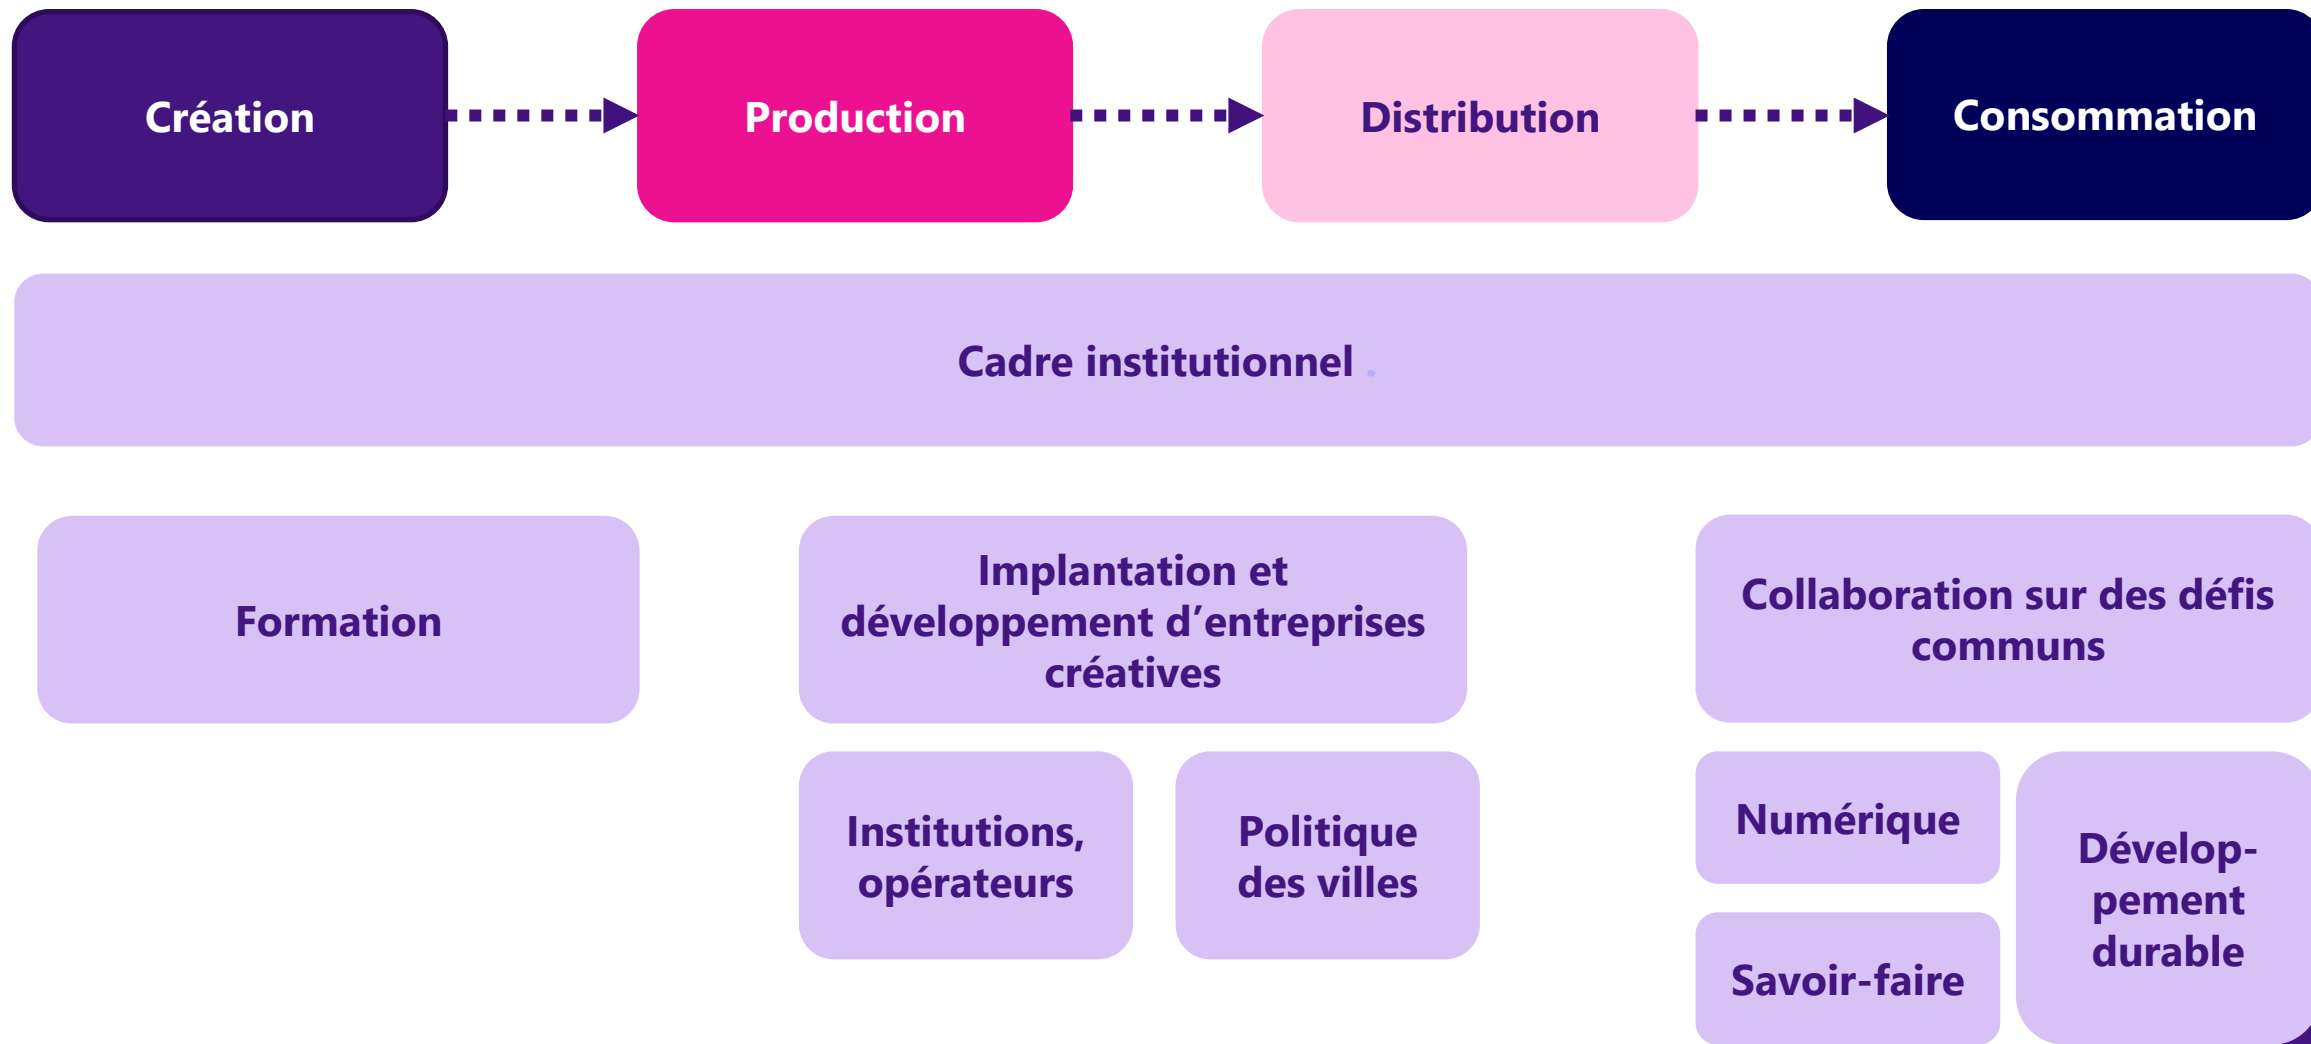 Création
Production
Distribution
Consommation
Cadre institutionnel .
Formation
Implantation et
développement d’entreprises
créatives
Collaboration sur des défis
communs
Institutions,
opérateurs
Politique
des villes
Numérique
Savoir-faire
Dévelop-
pement
durable